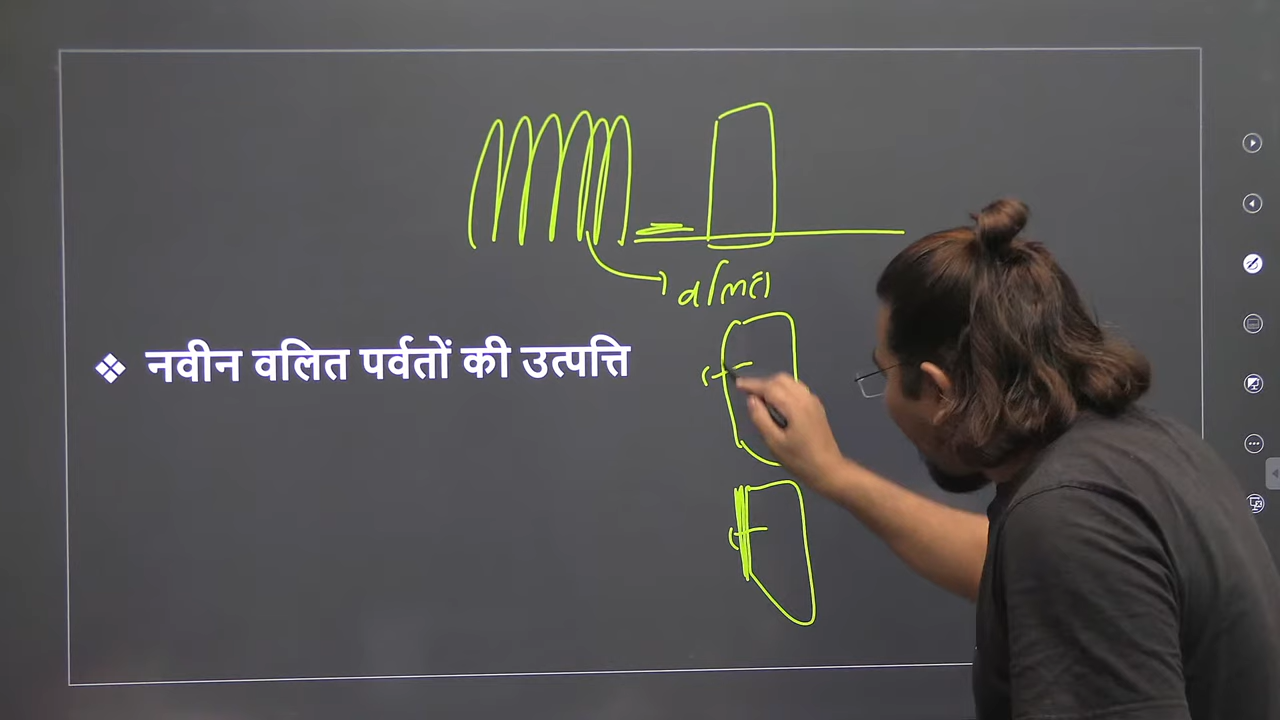 ❖ नवीन वलित पर्वतों की उत्पत्ति